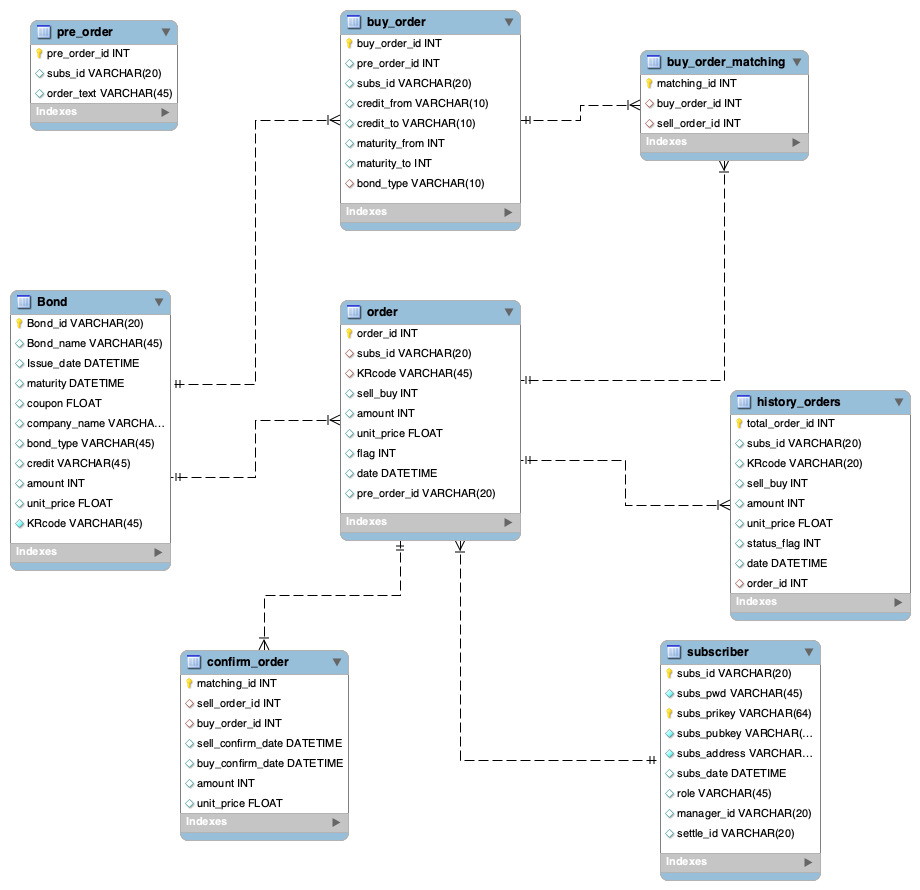 pre_order
pre_order_id INT
subs_id VARCHAR(20)
order_text VARCHAR(45)
Indexes
buy_order
buy_order_id INT
pre_order_id INT
subs_id VARCHAR(20)
credit_from VARCHAR(10)
credit_to VARCHAR(10)
maturity_from INT
maturity_to INT
bond_type VARCHAR(10)
Indexes
buy_order_matching
matching_id INT
buy_order_id INT
sell_order_id INT
Indexes
Bond
Bond_id VARCHAR(20)
Bond_name VARCHAR(45)
Issue_date DATETIME
maturity DATETIME
coupon FLOAT
company_name VARCHA...
bond_type VARCHAR(45)
credit VARCHAR(45)
amount INT
unit_price FLOAT
KRcode VARCHAR(45)
Indexes
order
order_id INT
subs_id VARCHAR(20)
KRcode VARCHAR(45)
sell_buy INT
amount INT
unit_price FLOAT
flag INT
date DATETIME
pre_order_id VARCHAR(20)
Indexes
history_orders
total_order_id INT
subs_id VARCHAR(20)
KRcode VARCHAR(20)
sell_buy INT
amount INT
unit_price FLOAT
status_flag INT
date DATETIME
order_id INT
Indexes
confirm_order
matching_id INT
sell_order_id INT
buy_order_id INT
sell_confirm_date DATETIME
buy_confirm_date DATETIME
amount INT
unit_price FLOAT
Indexes
subscriber
subs_id VARCHAR(20)
subs_pwd VARCHAR(45)
subs_prikey VARCHAR(64)
subs_pubkey VARCHAR(...
subs_address VARCHAR...
subs_date DATETIME
role VARCHAR(45)
manager_id VARCHAR(20)
settle_id VARCHAR(20)
Indexes